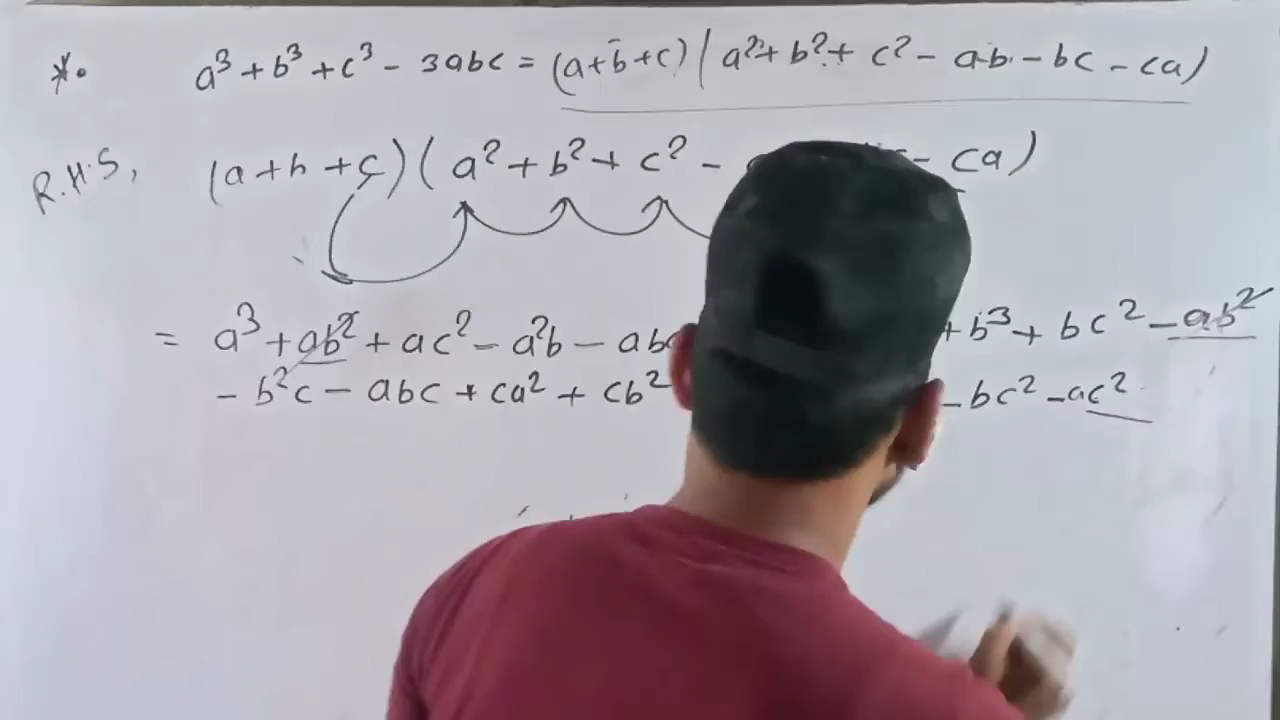 *. a³ + b³ + c³ - 3abc = (a+b+c)(a² + b² + c² - ab - bc - ca)
R.H.S, (a+b+c)(a² + b² + c² - - ca)
= a³ + ab² + ac² - a²b - ab + b³ + bc² - ab²
- b²c - abc + ca² + cb² - bc² - ac²